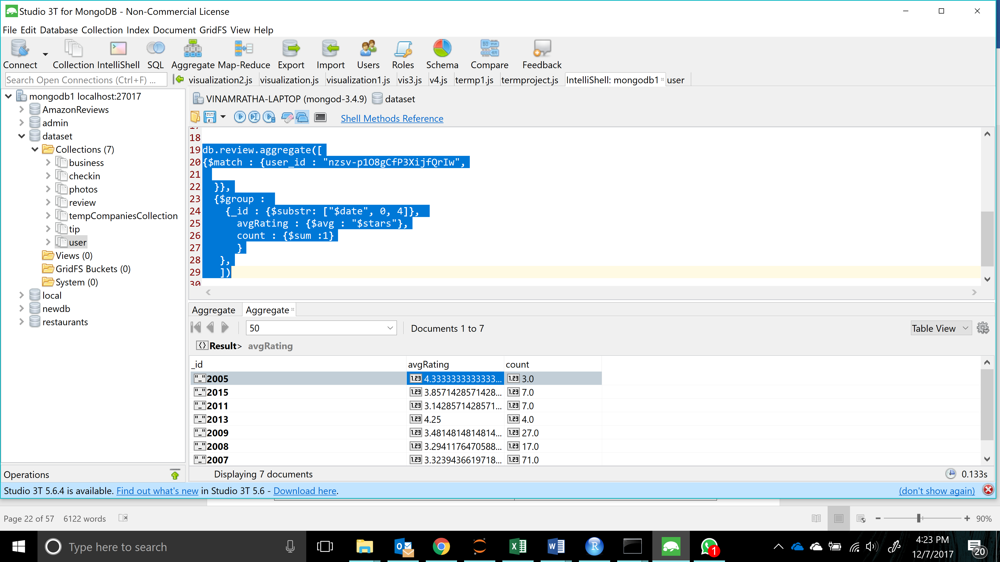 Studio 3T for MongoDB - Non-Commercial License
File Edit Database Collection Index Document GridFS View Help
Connect Collection IntelliShell SQL Aggregate Map-Reduce Export Import Users Roles Schema Compare Feedback
Search Open Connections (Ctrl+F) ...
visualization2.js visualization.js visualization1.js vis3.js v4.js termp1.js termproject.js IntelliShell: mongodb1 user
mongodb1 localhost:27017
AmazonReviews
admin
dataset
Collections (7)
business
checkin
photos
review
tempCompaniesCollection
tip
user
Views (0)
GridFS Buckets (0)
System (0)
local
newdb
restaurants
Operations
VINAMRATHA-LAPTOP (mongod-3.4.9) dataset
Shell Methods Reference
17
18
19 db.review.aggregate([
20 {$match : {user_id : "nzsv-p1O8gCfP3XijfQrIw",
21
22 }},
23 {$group :
24 {_id : {$substr: ["$date", 0, 4]},
25 avgRating : {$avg : "$stars"},
26 count : {$sum :1}
27 }
28 },
29 ])
30
Aggregate Aggregate
50 Documents 1 to 7 Table View
Result> avgRating
_id avgRating count
2005 4.3333333333333... 3.0
2015 3.8571428571428... 7.0
2011 3.1428571428571... 7.0
2013 4.25 4.0
2009 3.4814814814814... 27.0
2008 3.2941176470588... 17.0
2007 3.3239436619718... 71.0
Displaying 7 documents 0.133s
Studio 3T 5.6.4 is available. Find out what's new in Studio 3T 5.6 - Download here. (don't show again)
Page 22 of 57 6122 words 90%
Type here to search
1
4:23 PM
12/7/2017
20